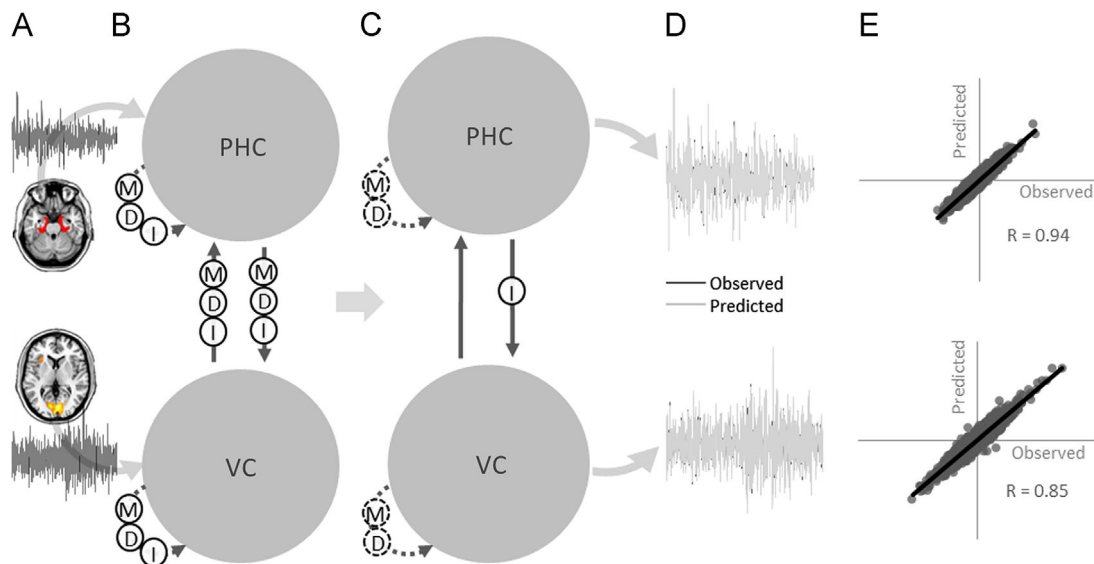 A
B
C
D
E
PHC
M
D
I
M
D
I
M
D
I
VC
M
D
I
PHC
M
D
I
VC
M
D
Observed
Predicted
Predicted
Observed
R = 0.94
Predicted
Observed
R = 0.85